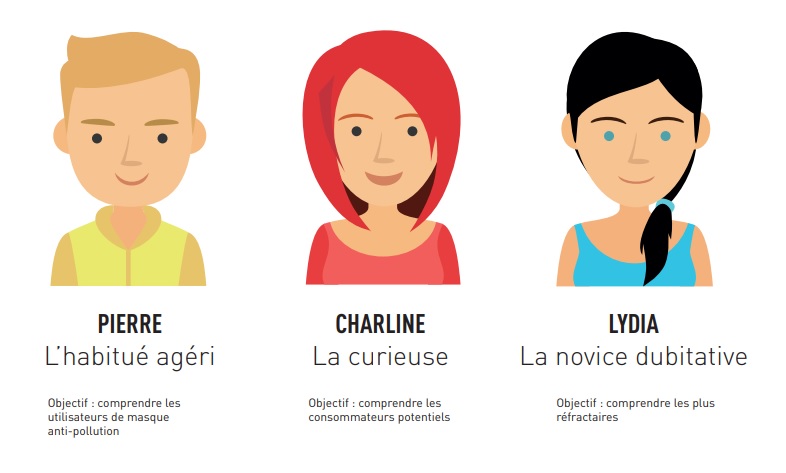 PIERRE
L'habitué agéri
Objectif : comprendre les
utilisateurs de masque
anti-pollution
CHARLINE
La curieuse
Objectif : comprendre les
consommateurs potentiels
LYDIA
La novice dubitative
Objectif : comprendre les plus
réfractaires